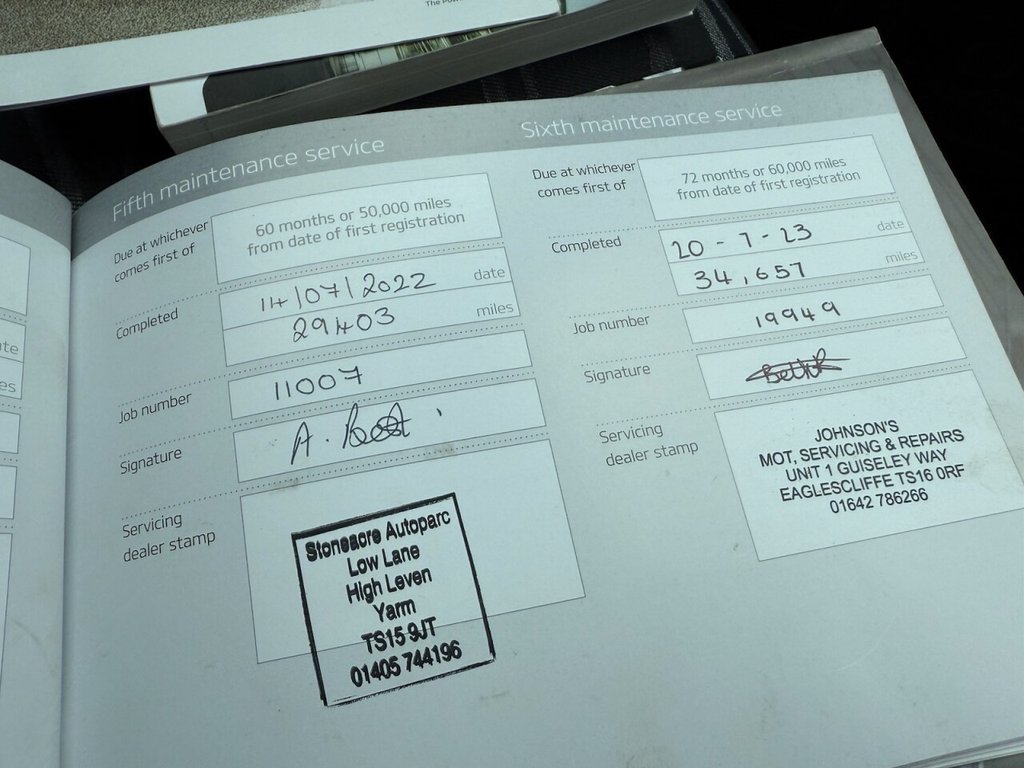 The Pow
Fifth maintenance service
Due at whichever
comes first of
60 months or 50,000 miles
from date of first registration
Completed
14/07/2022 date
29403 miles
Job number
11007
Signature
A.
Servicing
dealer stamp
Stoneacre Autoparc
Low Lane
High Leven
Yarm
TS15 9JT
01405 744196
Sixth maintenance service
Due at whichever
comes first of
72 months or 60,000 miles
from date of first registration
Completed
20-7-23 date
34,657 miles
Job number
19949
Signature
Servicing
dealer stamp
JOHNSON'S
MOT, SERVICING & REPAIRS
UNIT 1 GUISELEY WAY
EAGLESCLIFFE TS16 0RF
01642 786266